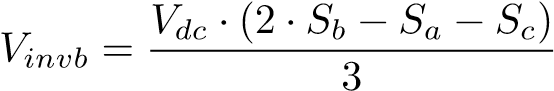 $V_{invb} = \frac{V_{dc} \cdot (2 \cdot S_b - S_a - S_c)}{3}$